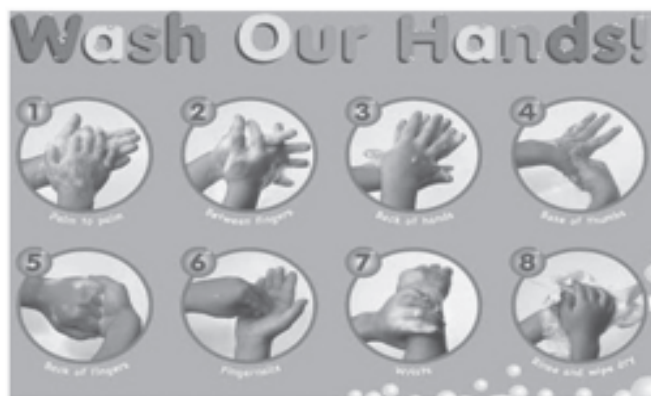 Wash Our Hands!
1
2
3
4
Palm to palm
Between fingers
Back of hands
Base of thumbs
5
6
7
8
Back of fingers
Fingernails
Wrists
Rinse and wipe dry